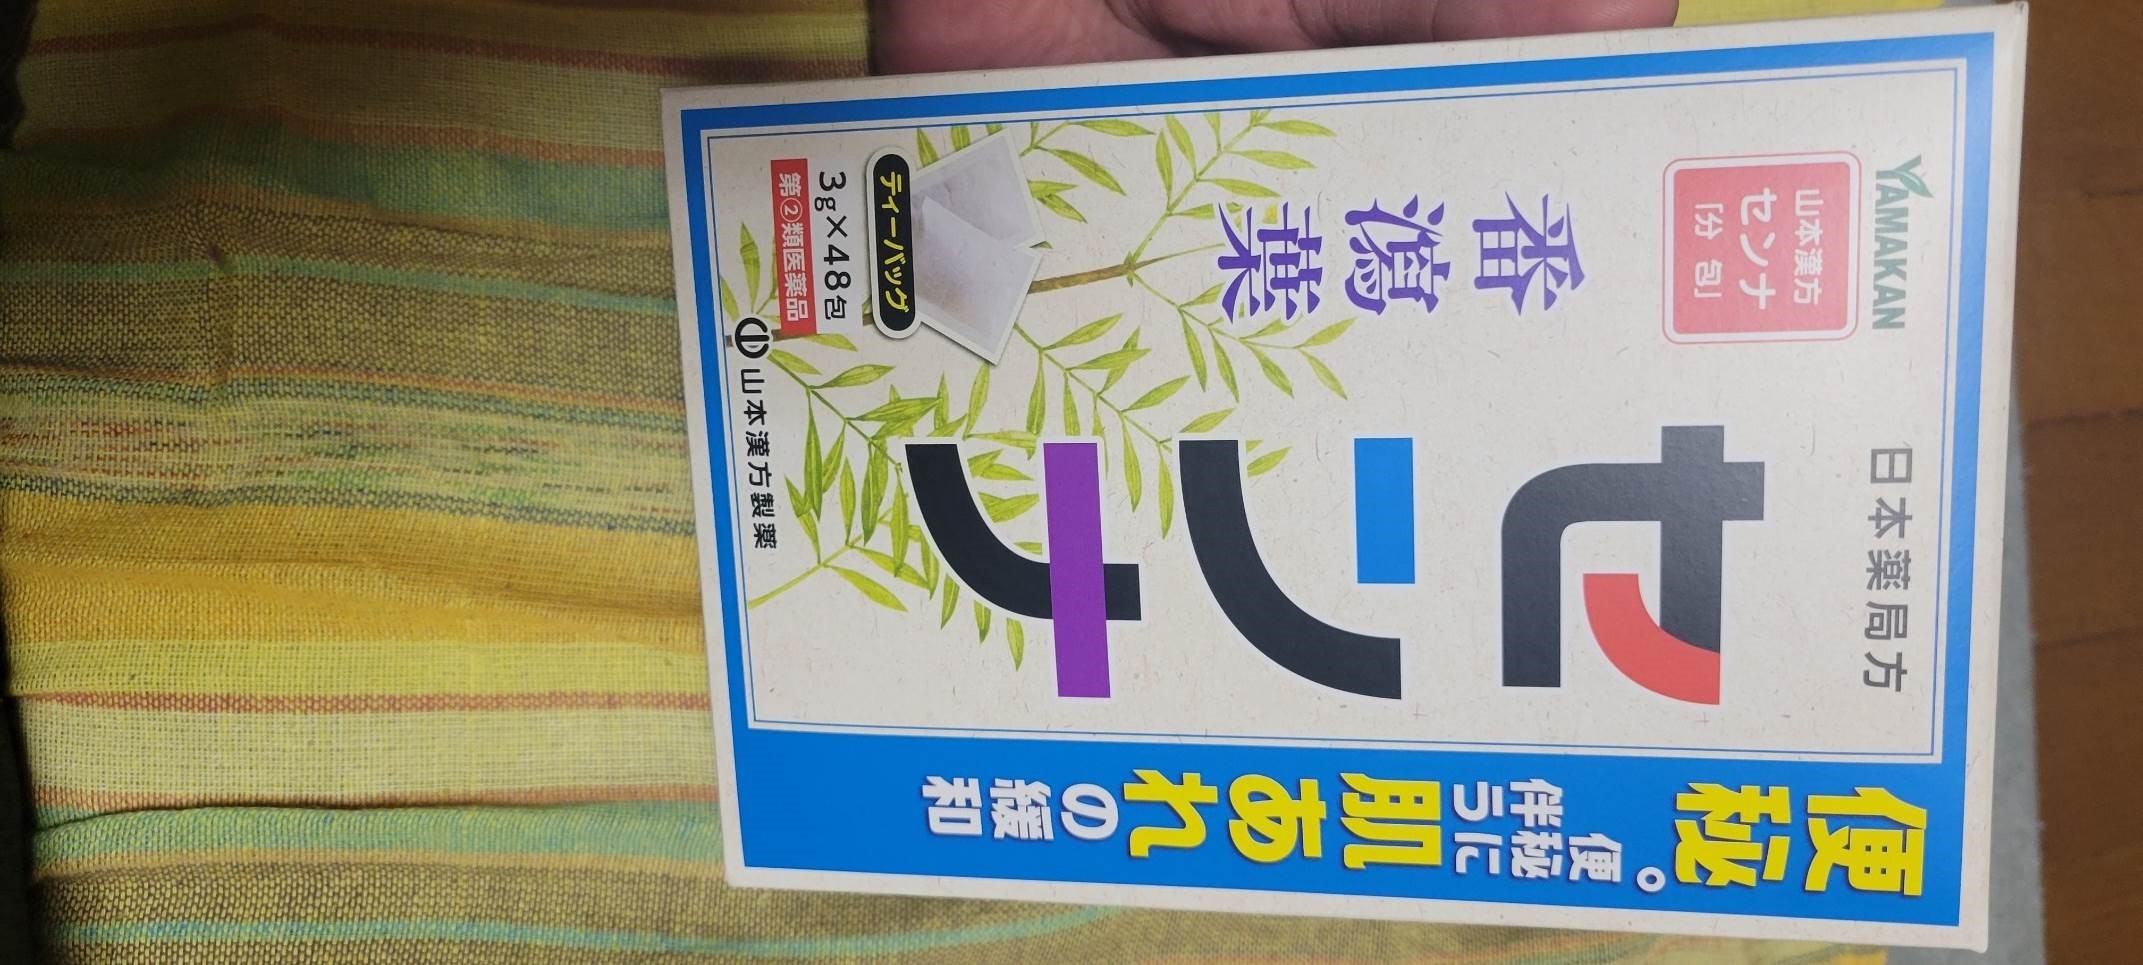 YAMAKAN
日本薬局方
山本漢方
センナ
「分包」
センナ
番瀉葉
便秘。
便秘に
伴う
肌あれの緩和
ティーバッグ
3g×48包
第②類医薬品
山本漢方製薬